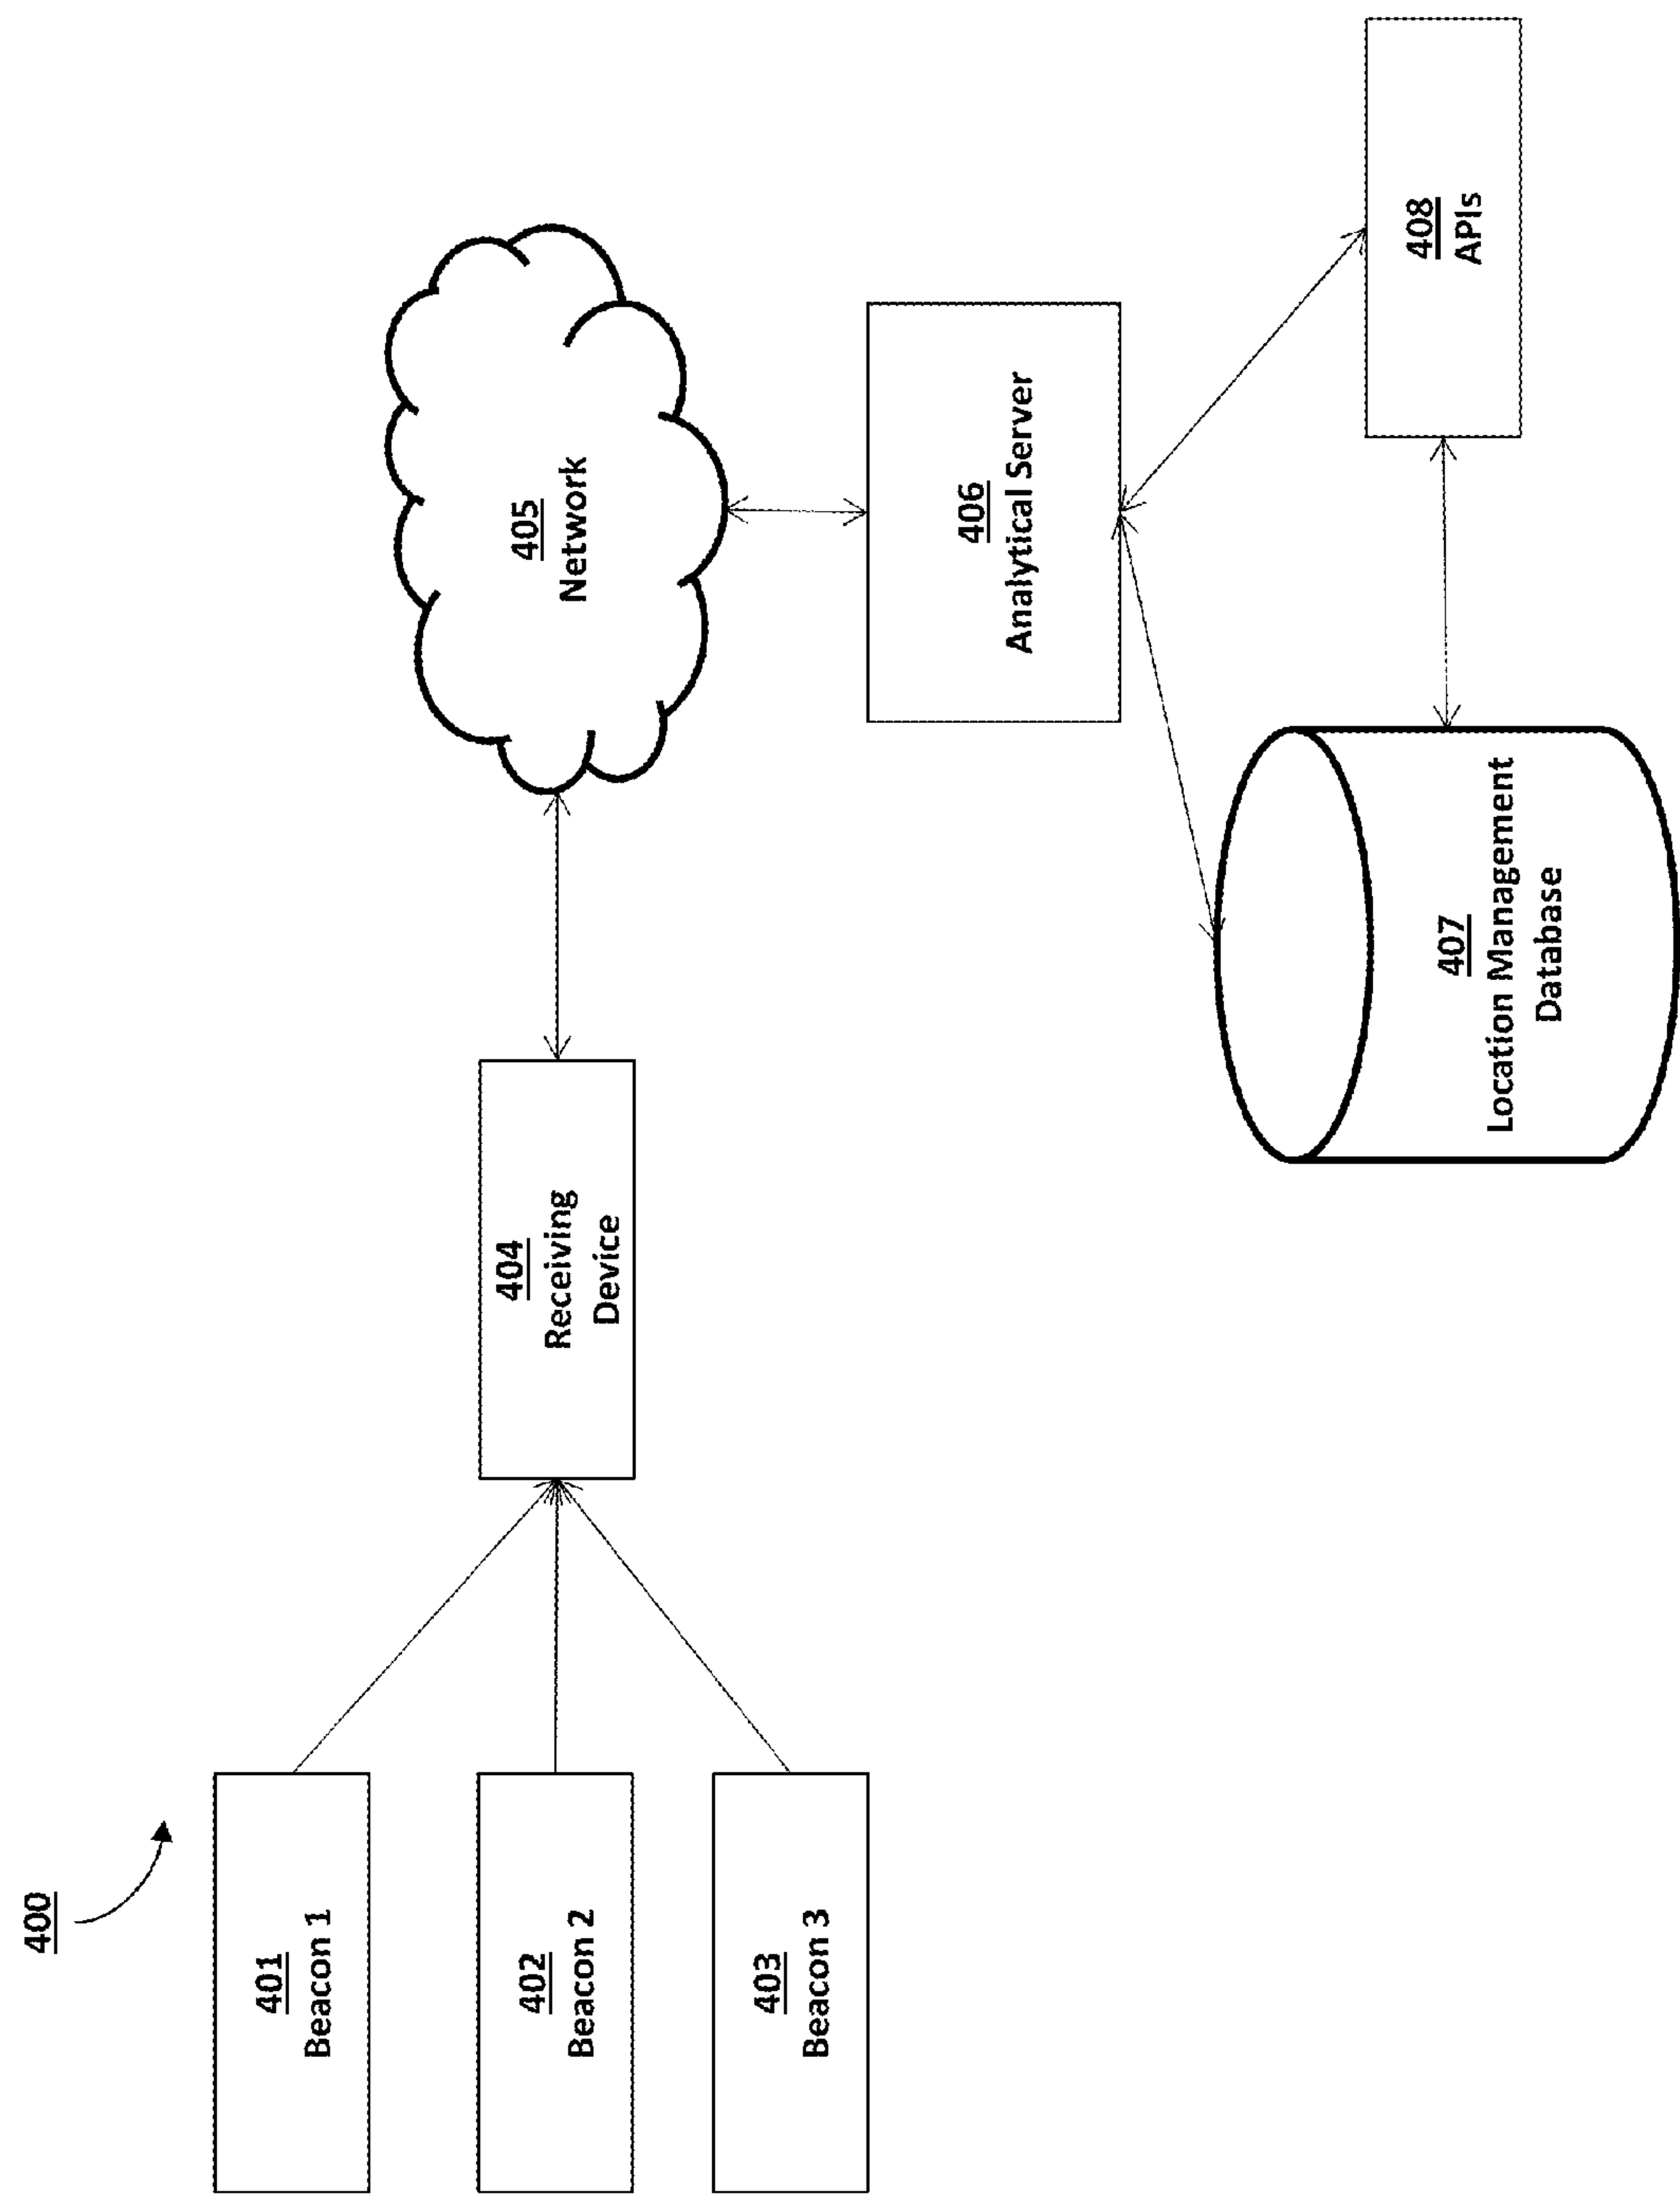 400
401
Beacon 1
402
Beacon 2
403
Beacon 3
404
Receiving
Device
405
Network
406
Analytical Server
407
Location Management
Database
408
APIs